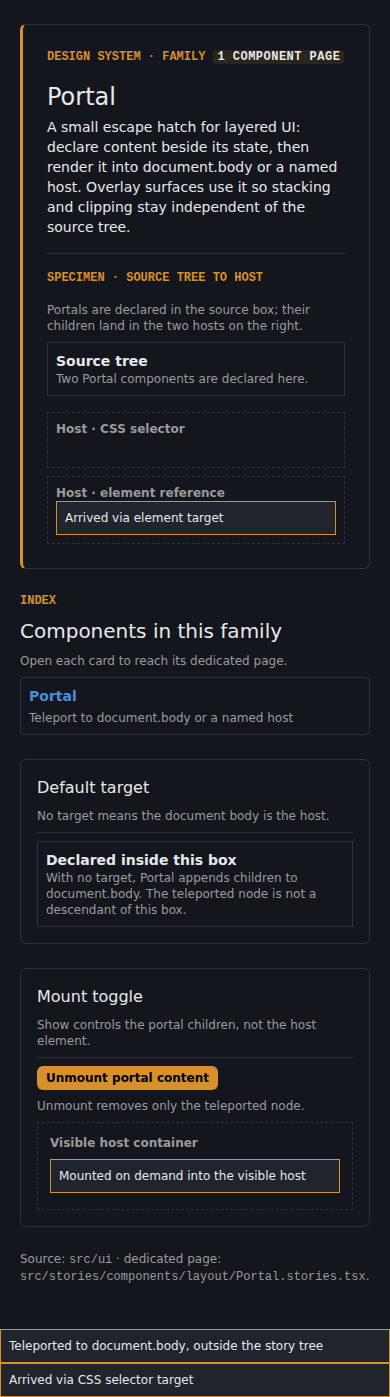 DESIGN SYSTEM · FAMILY 1 COMPONENT PAGE
Portal
A small escape hatch for layered UI:
declare content beside its state, then
render it into document.body or a named
host. Overlay surfaces use it so stacking
and clipping stay independent of the
source tree.
SPECIMEN · SOURCE TREE TO HOST
Portals are declared in the source box; their
children land in the two hosts on the right.
Source tree
Two Portal components are declared here.
Host · CSS selector
Host · element reference
Arrived via element target
INDEX
Components in this family
Open each card to reach its dedicated page.
Portal
Teleport to document.body or a named host
Default target
No target means the document body is the host.
Declared inside this box
With no target, Portal appends children to
document.body. The teleported node is not a
descendant of this box.
Mount toggle
Show controls the portal children, not the host
element.
Unmount portal content
Unmount removes only the teleported node.
Visible host container
Mounted on demand into the visible host
Source: src/ui · dedicated page:
src/stories/components/layout/Portal.stories.tsx.
Teleported to document.body, outside the story tree
Arrived via CSS selector target